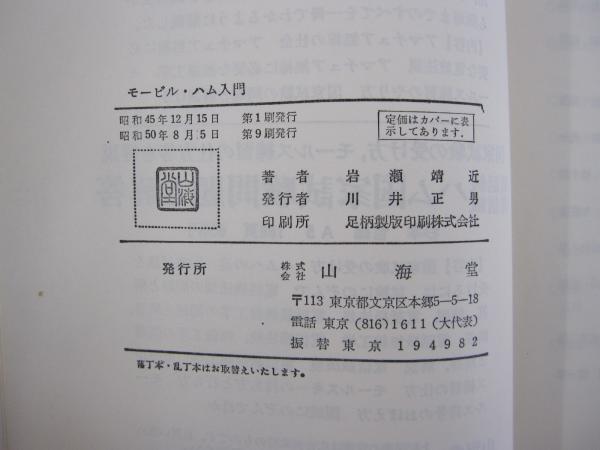 モービル・ハム入門
昭和45年12月15日 第1刷発行
昭和50年8月5日 第9刷発行
定価はカバーに表
示してあります.
山海堂
著者 岩瀬靖近
発行者 川井正男
印刷所 足柄製版印刷株式会社
発行所 株式会社 山海堂
〒113 東京都文京区本郷5-5-18
電話 東京 (816)1611(大代表)
振替東京 194982
落丁本・乱丁本はお取替えいたします。